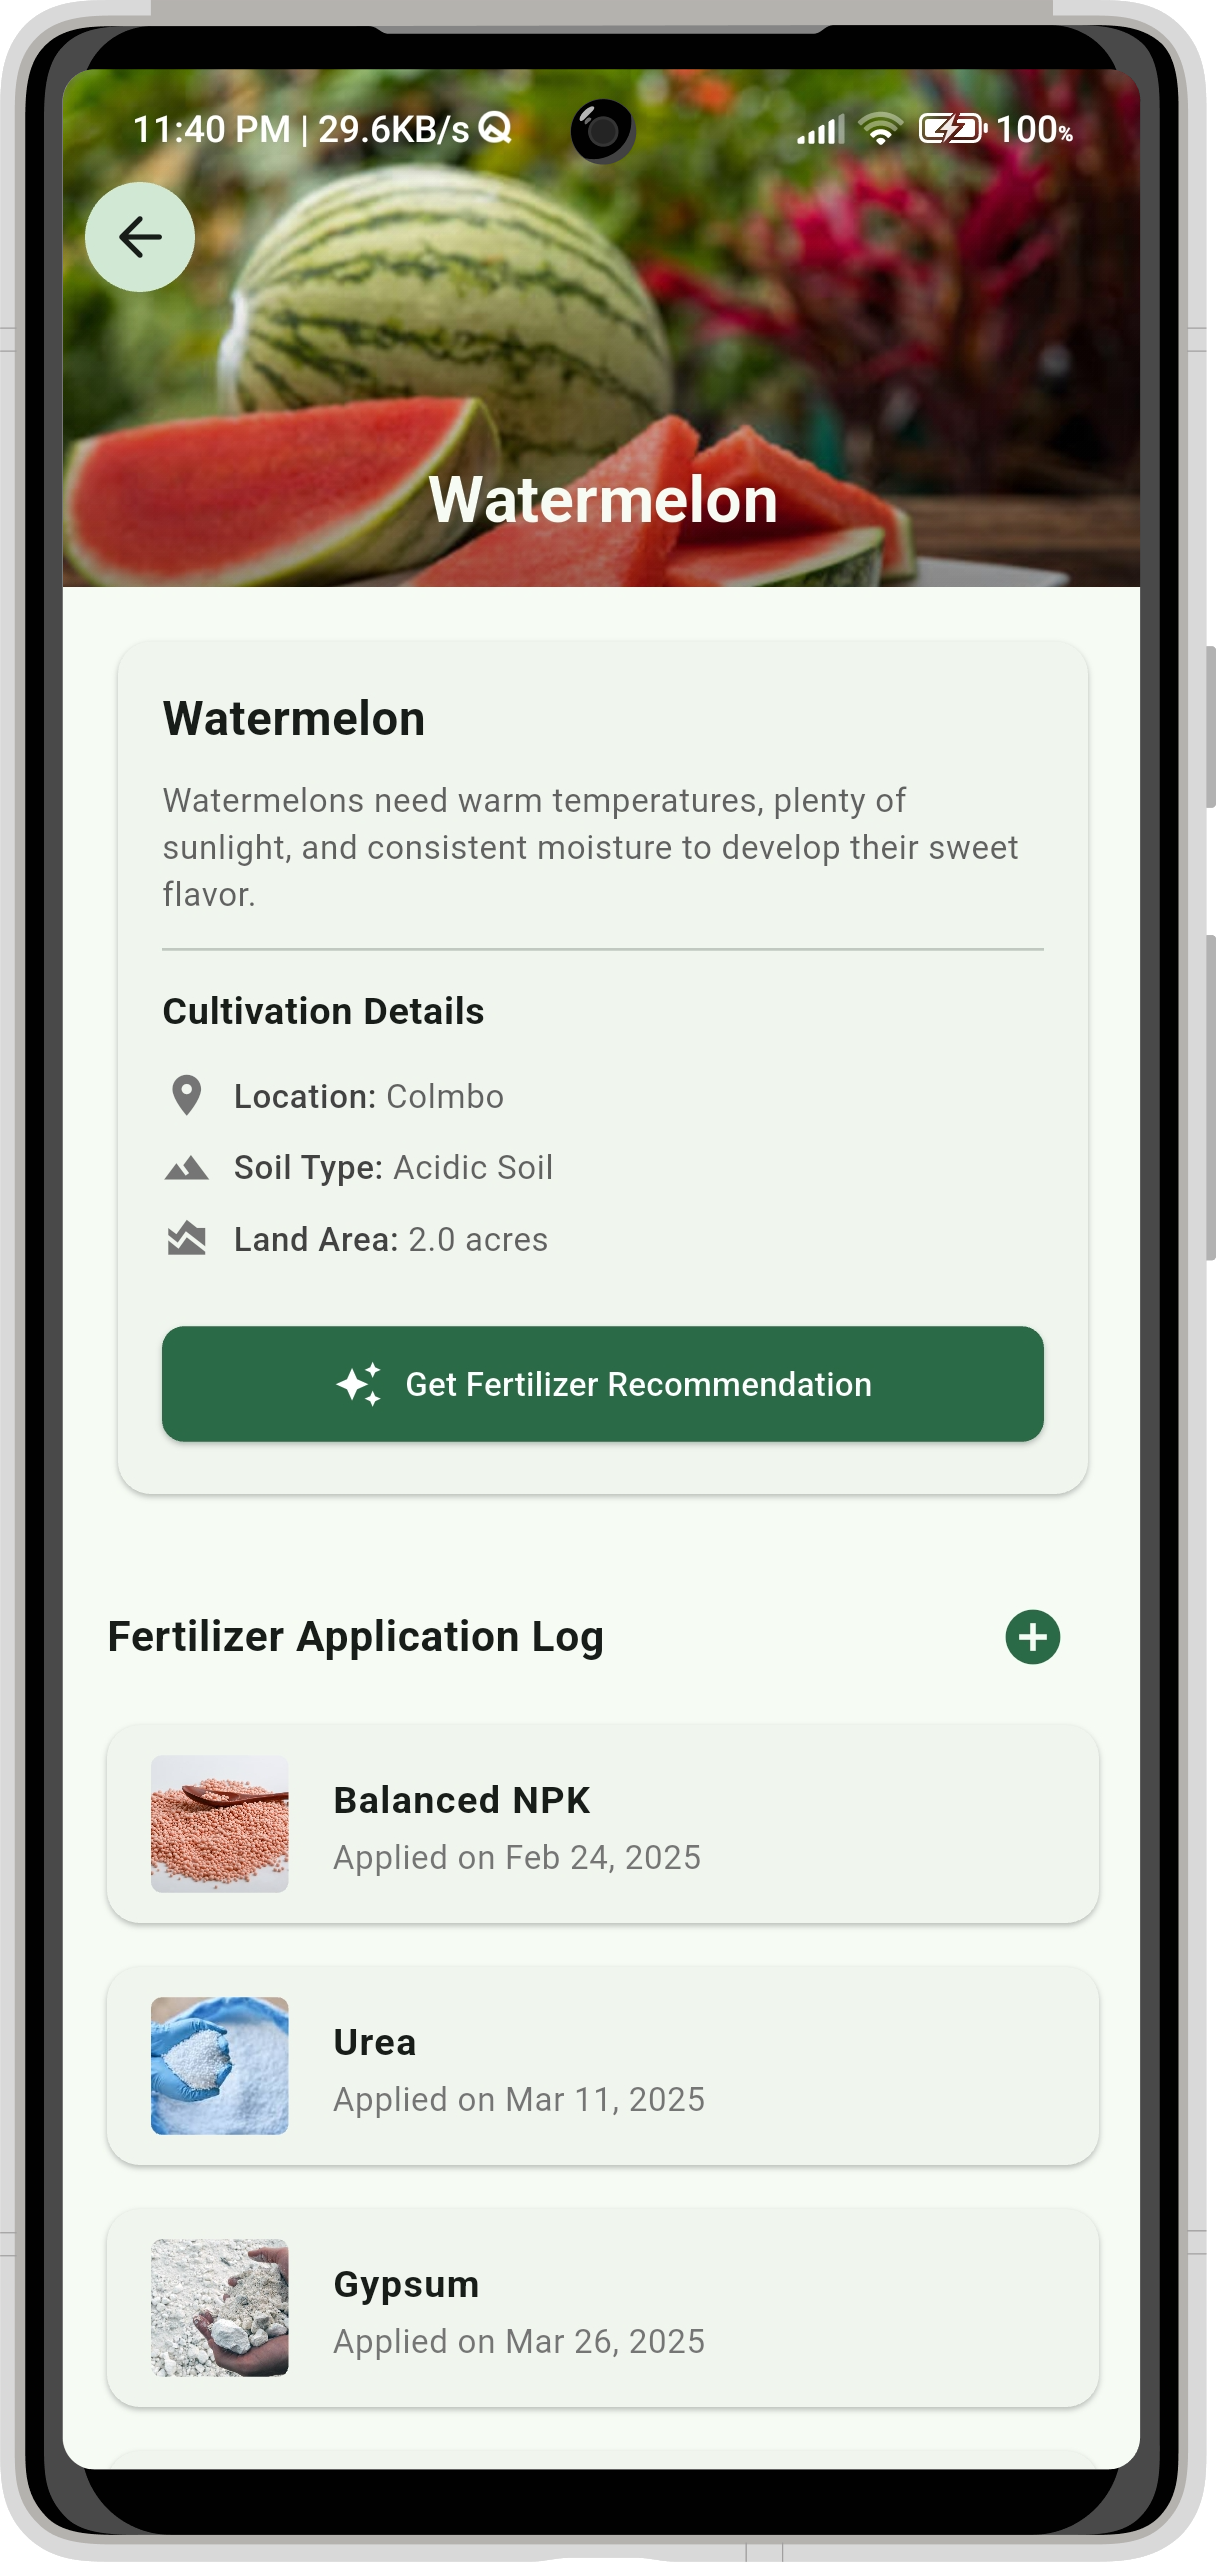 11:40 PM | 29.6KB/s
100%
Watermelon
Watermelon
Watermelons need warm temperatures, plenty of
sunlight, and consistent moisture to develop their sweet
flavor.
Cultivation Details
Location: Colmbo
Soil Type: Acidic Soil
Land Area: 2.0 acres
Get Fertilizer Recommendation
Fertilizer Application Log
Balanced NPK
Applied on Feb 24, 2025
Urea
Applied on Mar 11, 2025
Gypsum
Applied on Mar 26, 2025